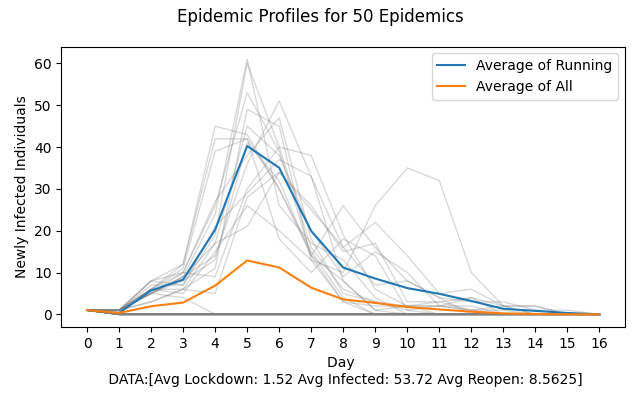 Epidemic Profiles for 50 Epidemics
Average of Running
Average of All
Newly Infected Individuals
60
50
40
30
20
10
0
0 1 2 3 4 5 6 7 8 9 10 11 12 13 14 15 16
Day
DATA:[Avg Lockdown: 1.52 Avg Infected: 53.72 Avg Reopen: 8.5625]